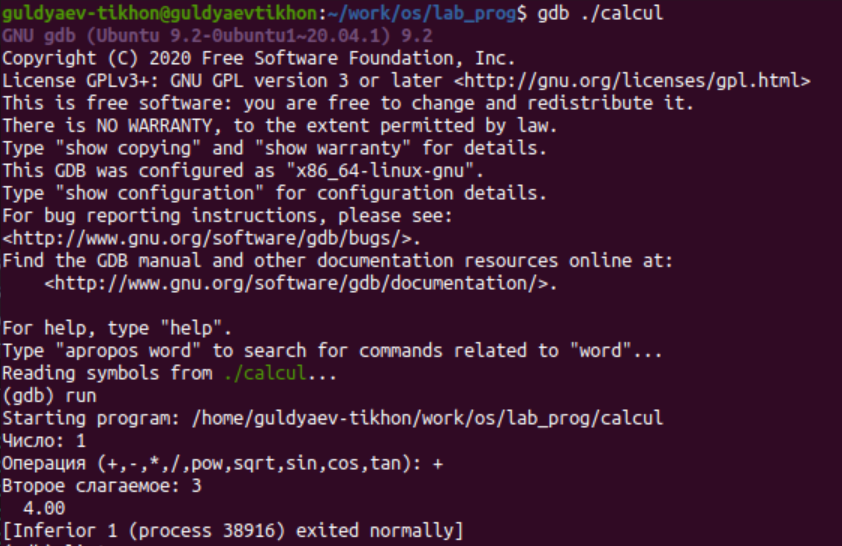 guldyaev-tikhon@guldyaevtikhon:~/work/os/lab_prog$ gdb ./calcul
GNU gdb (Ubuntu 9.2-0ubuntu1~20.04.1) 9.2
Copyright (C) 2020 Free Software Foundation, Inc.
License GPLv3+: GNU GPL version 3 or later <http://gnu.org/licenses/gpl.html>
This is free software: you are free to change and redistribute it.
There is NO WARRANTY, to the extent permitted by law.
Type "show copying" and "show warranty" for details.
This GDB was configured as "x86_64-linux-gnu".
Type "show configuration" for configuration details.
For bug reporting instructions, please see:
<http://www.gnu.org/software/gdb/bugs/>.
Find the GDB manual and other documentation resources online at:
    <http://www.gnu.org/software/gdb/documentation/>.

For help, type "help".
Type "apropos word" to search for commands related to "word"...
Reading symbols from ./calcul...
(gdb) run
Starting program: /home/guldyaev-tikhon/work/os/lab_prog/calcul
Число: 1
Операция (+,-,*,/,pow,sqrt,sin,cos,tan): +
Второе слагаемое: 3
  4.00
[Inferior 1 (process 38916) exited normally]